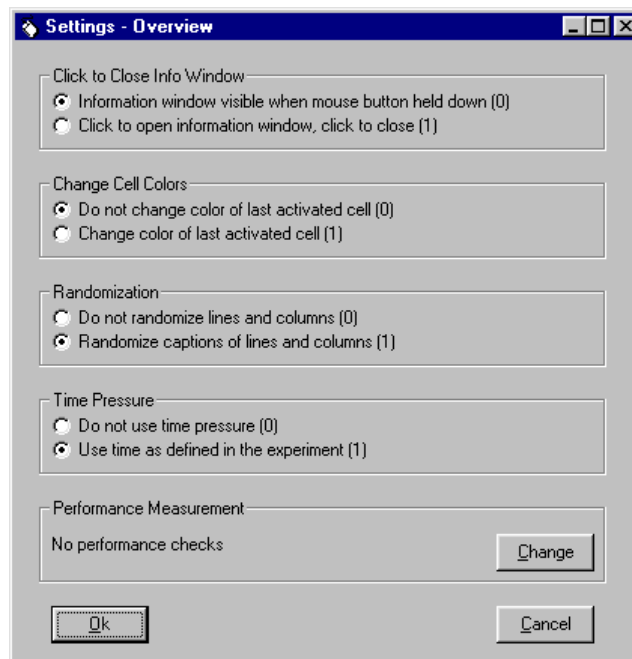 Settings - Overview
Click to Close Info Window
Information window visible when mouse button held down (0)
Click to open information window, click to close (1)
Change Cell Colors
Do not change color of last activated cell (0)
Change color of last activated cell (1)
Randomization
Do not randomize lines and columns (0)
Randomize captions of lines and columns (1)
Time Pressure
Do not use time pressure (0)
Use time as defined in the experiment (1)
Performance Measurement
No performance checks
Change
Ok
Cancel